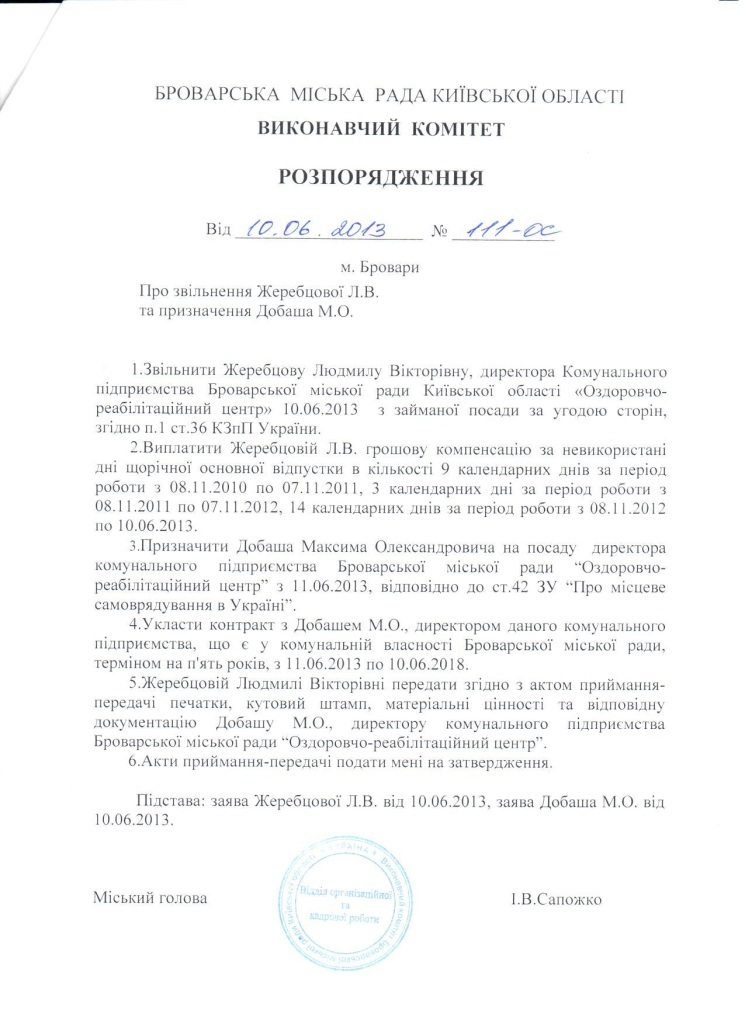 БРОВАРСЬКА МІСЬКА РАДА КИЇВСЬКОЇ ОБЛАСТІ
ВИКОНАВЧИЙ КОМІТЕТ
РОЗПОРЯДЖЕННЯ
Від 10.06.2013 № 111-ОС
м. Бровари
Про звільнення Жеребцової Л.В.
та призначення Добаша М.О.
1.Звільнити Жеребцову Людмилу Вікторівну, директора Комунального
підприємства Броварської міської ради Київської області «Оздоровчо-
реабілітаційний центр» 10.06.2013 з займаної посади за угодою сторін,
згідно п.1 ст.36 КЗпП України.
2.Виплатити Жеребцовій Л.В. грошову компенсацію за невикористані
дні щорічної основної відпустки в кількості 9 календарних днів за період
роботи з 08.11.2010 по 07.11.2011, 3 календарних дні за період роботи з
08.11.2011 по 07.11.2012, 14 календарних днів за період роботи з 08.11.2012
по 10.06.2013.
3.Призначити Добаша Максима Олександровича на посаду директора
комунального підприємства Броварської міської ради “Оздоровчо-
реабілітаційний центр” з 11.06.2013, відповідно до ст.42 ЗУ “Про місцеве
самоврядування в Україні”.
4.Укласти контракт з Добашем М.О., директором даного комунального
підприємства, що є у комунальній власності Броварської міської ради,
терміном на п'ять років, з 11.06.2013 по 10.06.2018.
5.Жеребцовій Людмилі Вікторівні передати згідно з актом приймання-
передачі печатки, кутовий штамп, матеріальні цінності та відповідну
документацію Добашу М.О., директору комунального підприємства
Броварської міської ради “Оздоровчо-реабілітаційний центр”.
6.Акти приймання-передачі подати мені на затвердження.
Підстава: заява Жеребцової Л.В. від 10.06.2013, заява Добаша М.О. від
10.06.2013.
Міський голова І.В.Сапожко
Відділ організаційної
та
кадрової роботи
Україна * Виконавчий комітет Броварської міської ради Київської області